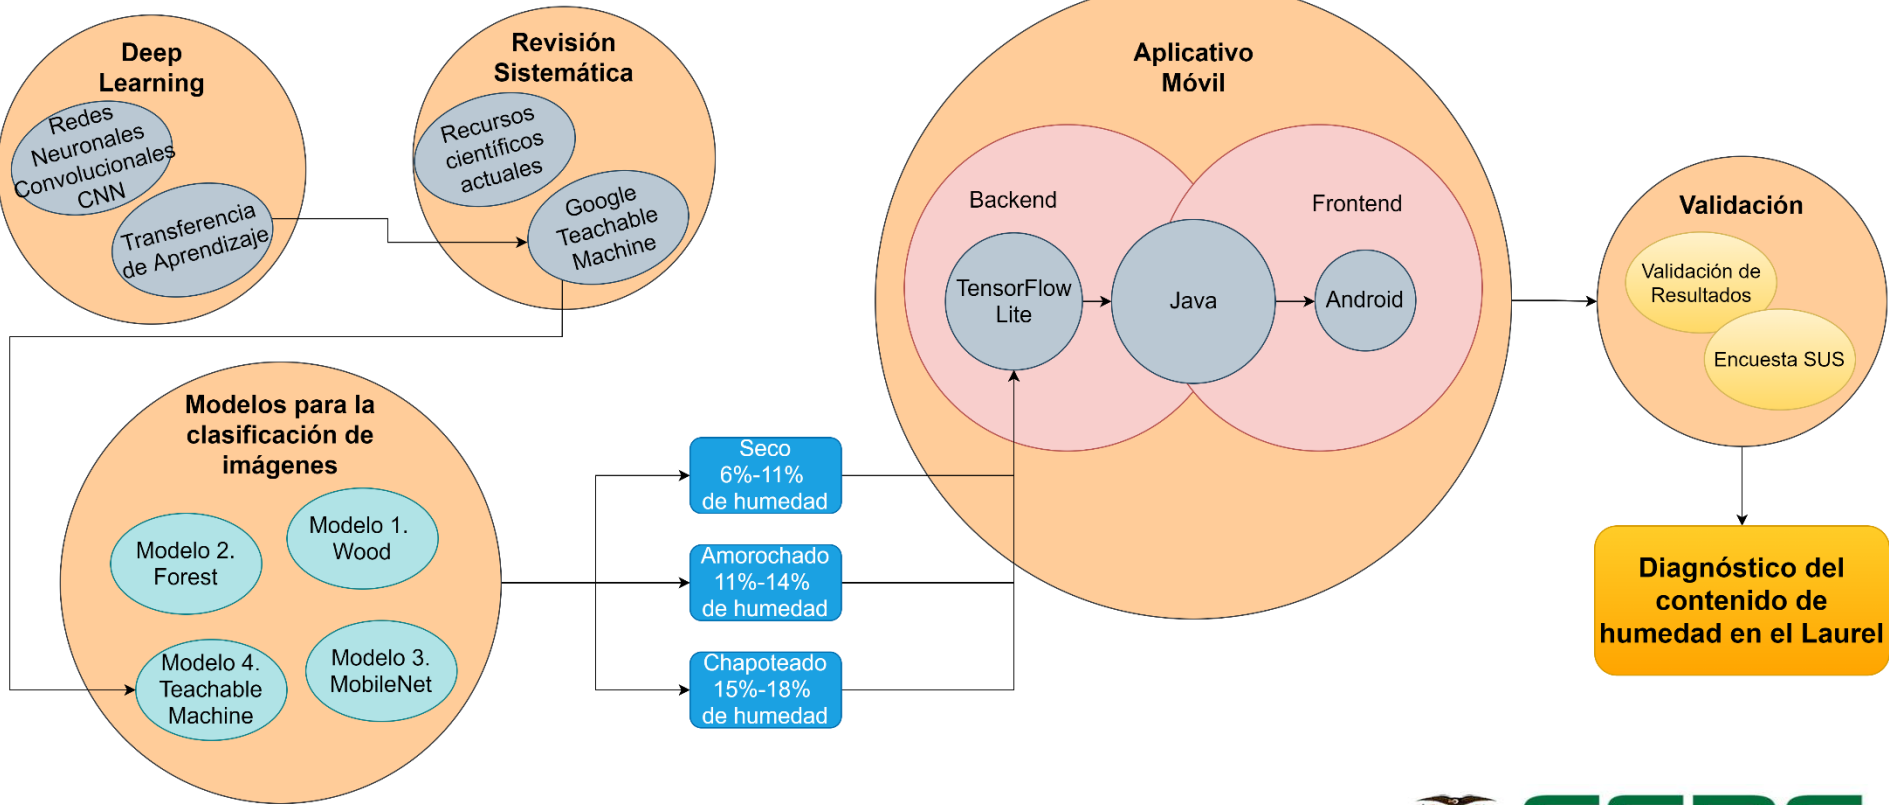 Deep
Learning
Redes
Neuronales
Convolucionales
CNN
Transferencia
de Aprendizaje
Revisión
Sistemática
Recursos
científicos
actuales
Google
Teachable
Machine
Modelos para la
clasificación de
imágenes
Modelo 1.
Wood
Modelo 2.
Forest
Modelo 3.
MobileNet
Modelo 4.
Teachable
Machine
Seco
6%-11%
de humedad
Amorochado
11%-14%
de humedad
Chapoteado
15%-18%
de humedad
Aplicativo
Móvil
Backend
TensorFlow
Lite
Java
Frontend
Android
Validación
Validación de
Resultados
Encuesta SUS
Diagnóstico del
contenido de
humedad en el Laurel